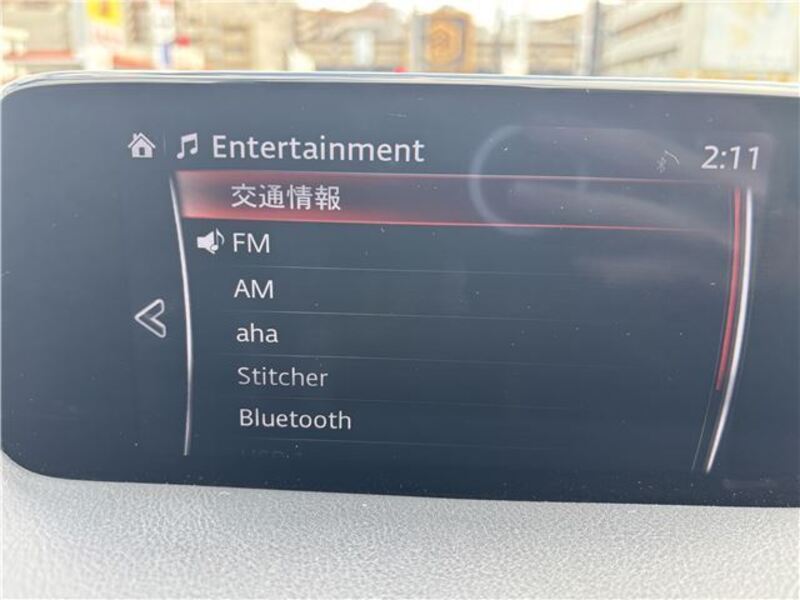 Entertainment
2:11
交通情報
FM
AM
aha
Stitcher
Bluetooth